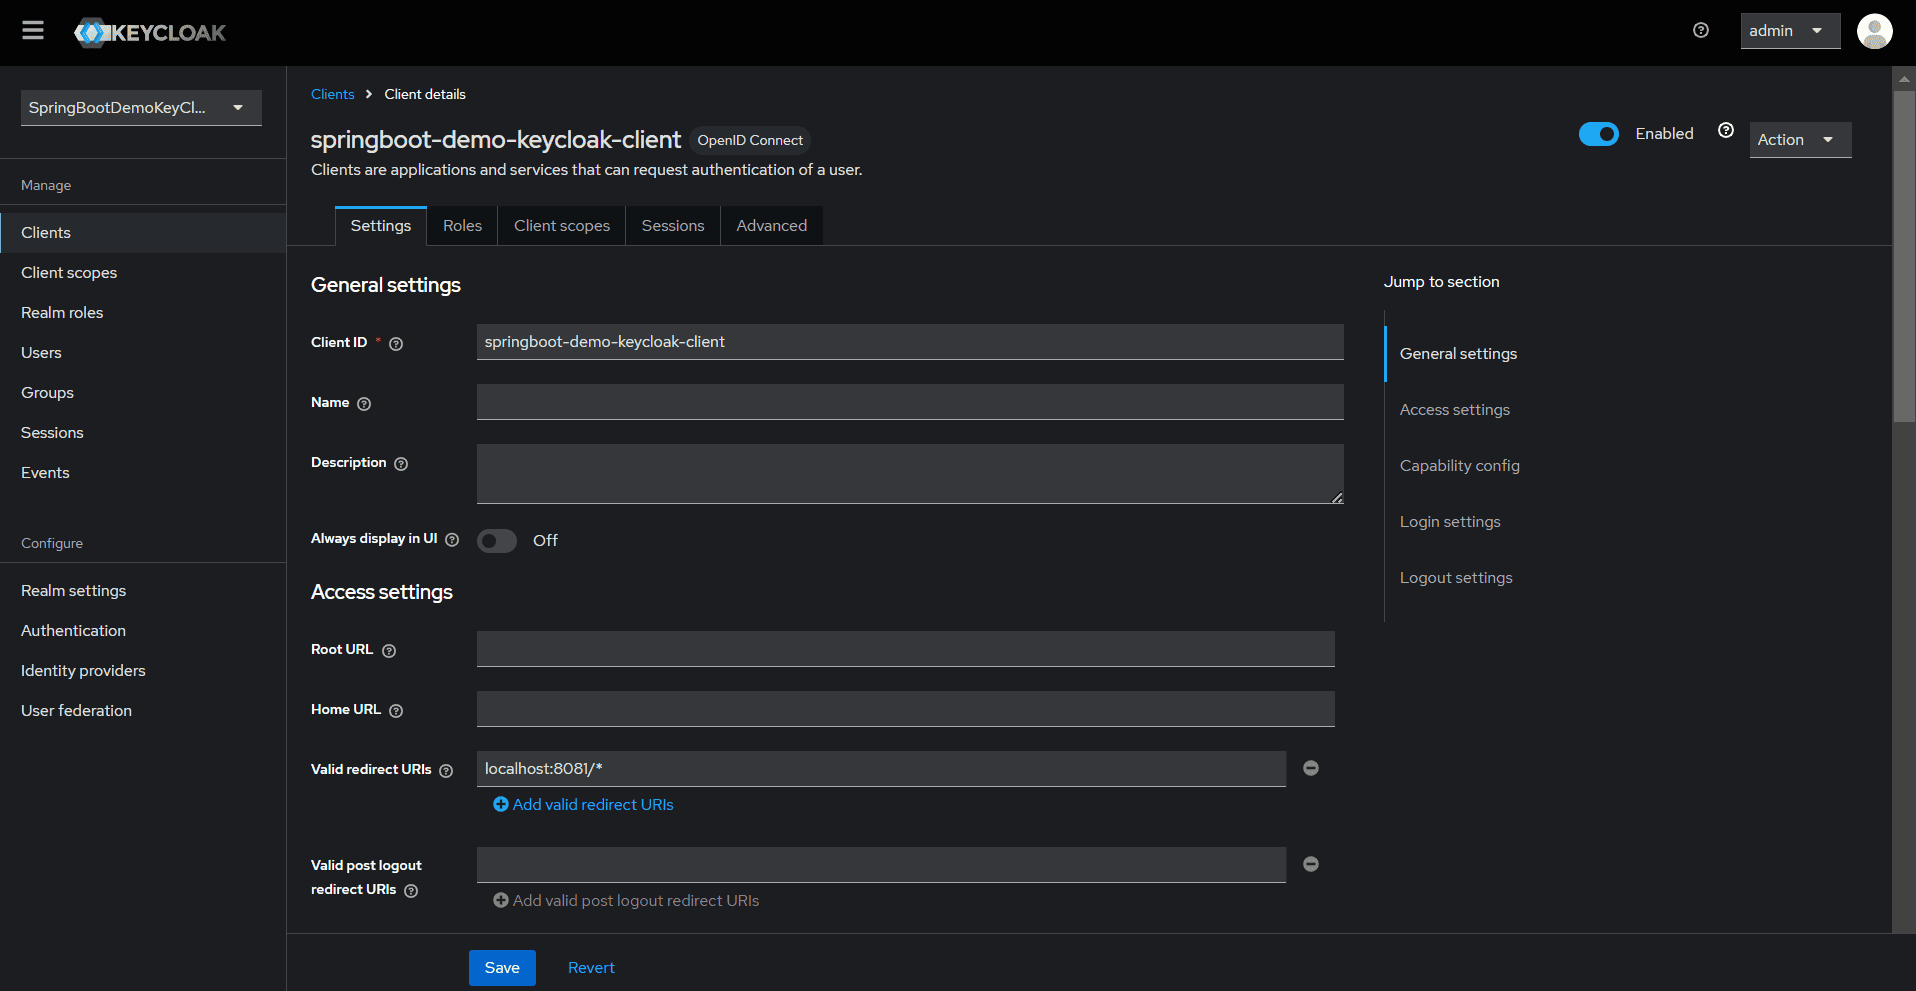 KEYCLOAK
admin
SpringBootDemoKeyCl...
Manage
Clients
Client scopes
Realm roles
Users
Groups
Sessions
Events
Configure
Realm settings
Authentication
Identity providers
User federation
Clients > Client details
springboot-demo-keycloak-client OpenID Connect
Enabled
Action
Clients are applications and services that can request authentication of a user.
Settings Roles Client scopes Sessions Advanced
General settings
Client ID * springboot-demo-keycloak-client
Name
Description
Always display in UI Off
Access settings
Root URL
Home URL
Valid redirect URIs localhost:8081/*
Add valid redirect URIs
Valid post logout
redirect URIs
Add valid post logout redirect URIs
Save Revert
Jump to section
General settings
Access settings
Capability config
Login settings
Logout settings